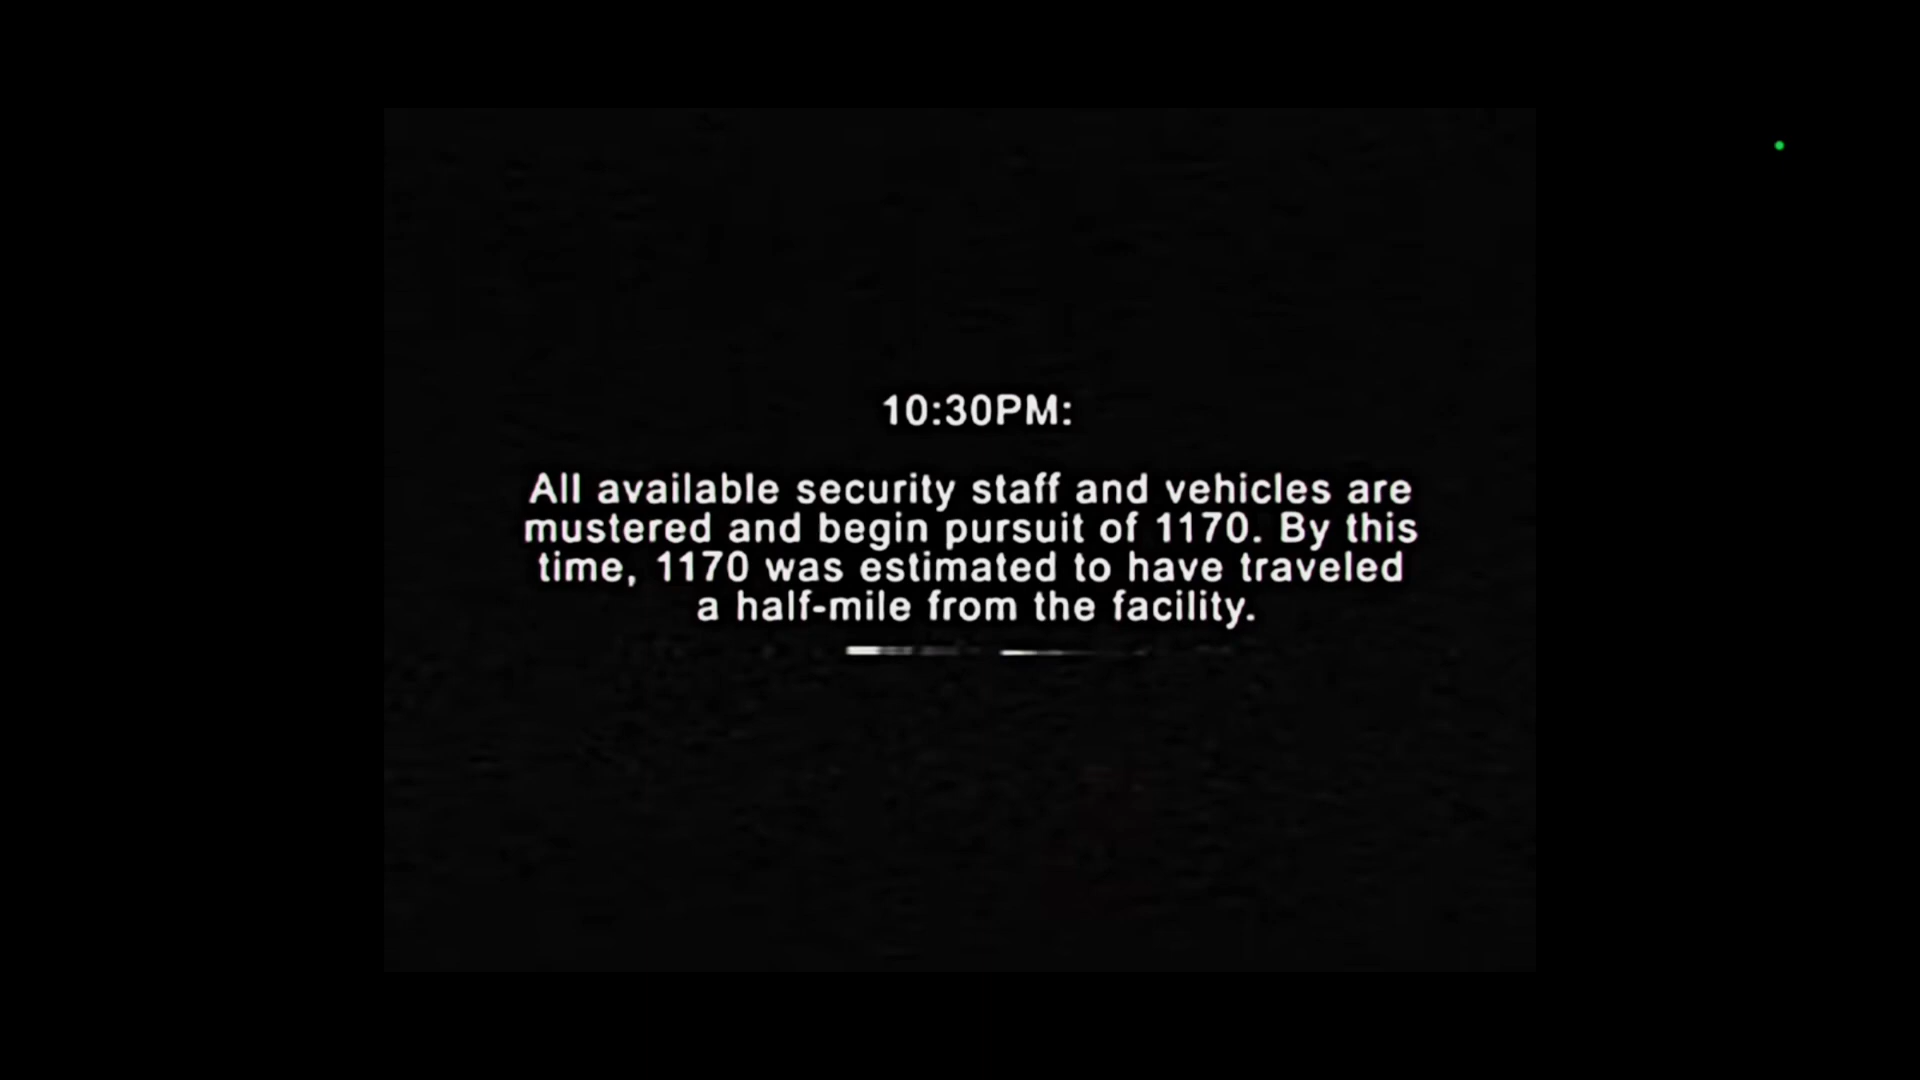 10:30PM:
All available security staff and vehicles are
mustered and begin pursuit of 1170. By this
time, 1170 was estimated to have traveled
a half-mile from the facility.